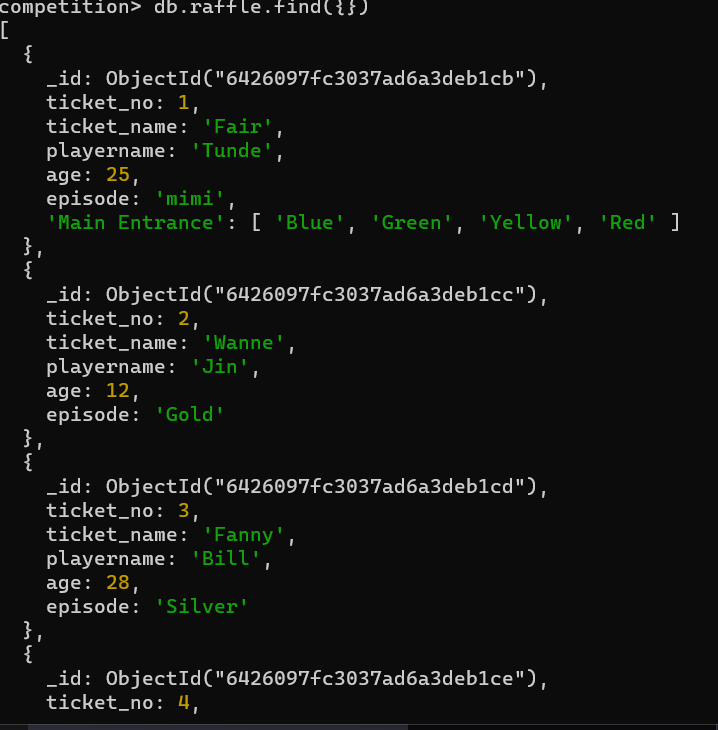 competition> db.raffle.find({})
[
  {
    _id: ObjectId("6426097fc3037ad6a3deb1cb"),
    ticket_no: 1,
    ticket_name: 'Fair',
    playername: 'Tunde',
    age: 25,
    episode: 'mimi',
    'Main Entrance': [ 'Blue', 'Green', 'Yellow', 'Red' ]
  },
  {
    _id: ObjectId("6426097fc3037ad6a3deb1cc"),
    ticket_no: 2,
    ticket_name: 'Wanne',
    playername: 'Jin',
    age: 12,
    episode: 'Gold'
  },
  {
    _id: ObjectId("6426097fc3037ad6a3deb1cd"),
    ticket_no: 3,
    ticket_name: 'Fanny',
    playername: 'Bill',
    age: 28,
    episode: 'Silver'
  },
  {
    _id: ObjectId("6426097fc3037ad6a3deb1ce"),
    ticket_no: 4,